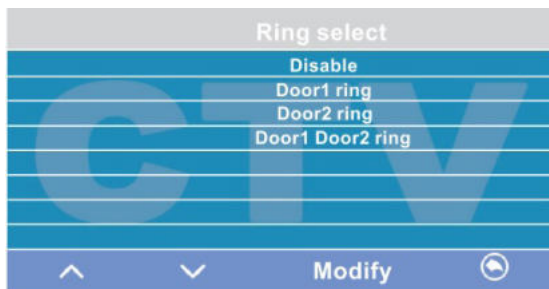 Ring select
Disable
Door1 ring
Door2 ring
Door1 Door2 ring
CTV
Modify